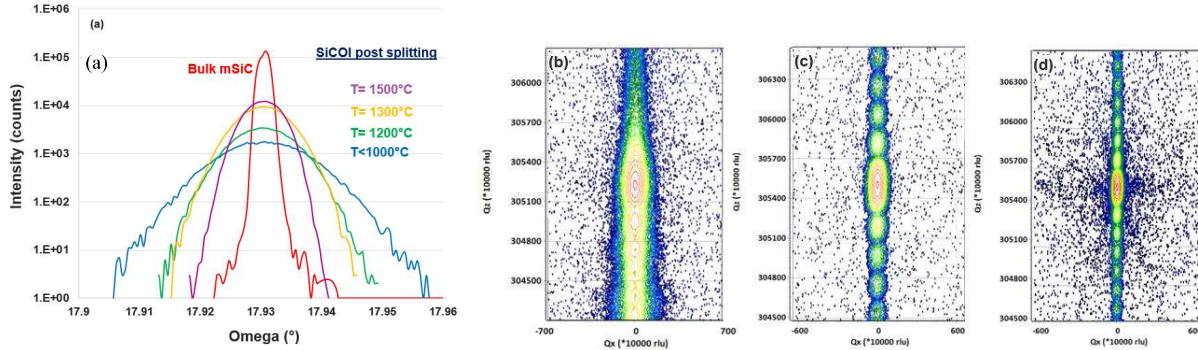 1.E+06
(a)
(a)
SiCOI post splitting
1.E+05
Bulk mSiC
T= 1500°C
1.E+04
T= 1300°C
T= 1200°C
1.E+03
T<1000°C
1.E+02
1.E+01
1.E+00
17.9
17.91
17.92
17.93
17.94
17.95
17.96
Intensity (counts)
Omega (°)
(b)
306000
305700
305400
305100
304800
304500
Qz (*10000 rlu)
-700
0
700
Qx (*10000 rlu)
(c)
306300
306000
305700
305400
305100
304800
304500
Qz (*10000 rlu)
-600
0
600
Qx (*10000 rlu)
(d)
306300
306000
305700
305400
305100
304800
304500
Qz (*10000 rlu)
-600
0
60
Qx (*10000 rlu)